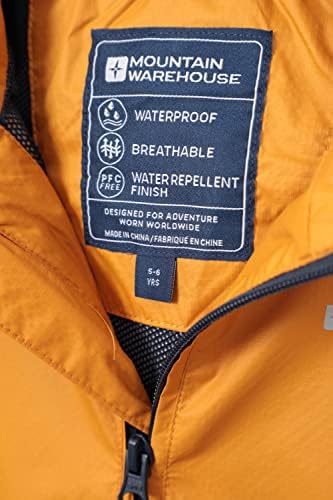 MOUNTAIN
WAREHOUSE
WATERPROOF
BREATHABLE
PFC
FREE
WATER REPELLENT
FINISH
DESIGNED FOR ADVENTURE
WORN WORLDWIDE
MADE IN CHINA / FABRIQUÉ EN CHINE
5-6
YRS